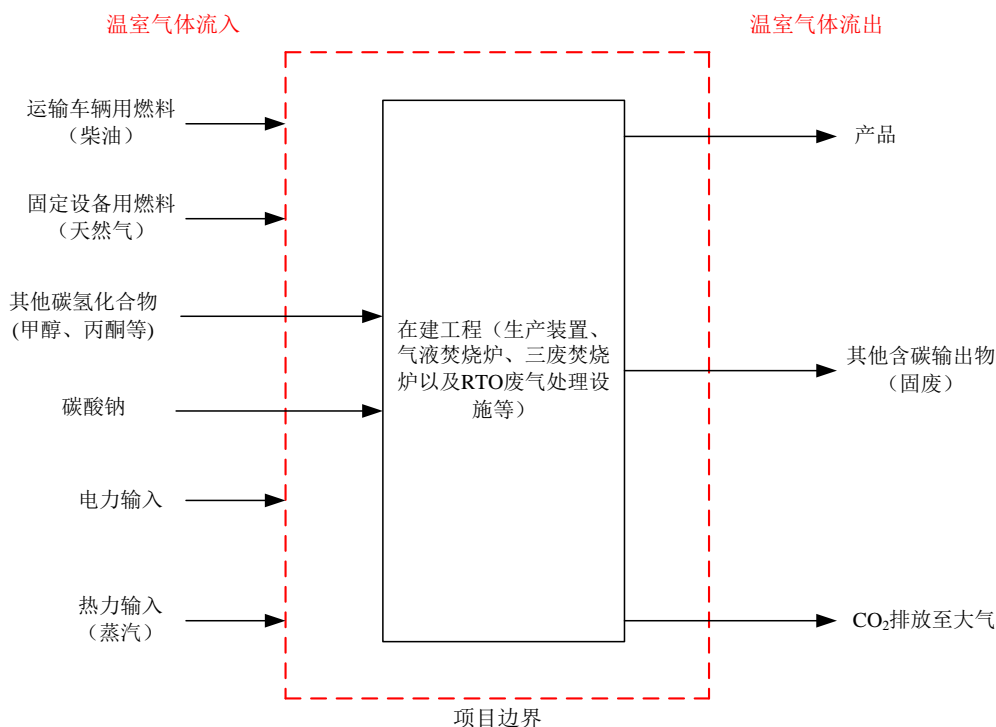 温室气体流入
温室气体流出
运输车辆用燃料
（柴油）
固定设备用燃料
（天然气）
其他碳氢化合物
(甲醇、丙酮等)
碳酸钠
电力输入
热力输入
（蒸汽）
在建工程（生产装置、
气液焚烧炉、三废焚烧
炉以及RTO废气处理设
施等）
产品
其他含碳输出物
（固废）
CO₂排放至大气
项目边界